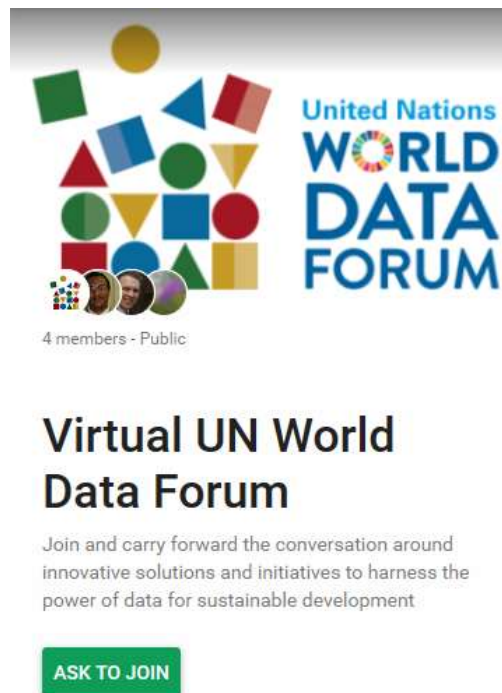 United Nations
WORLD
DATA
FORUM
4 members - Public
Virtual UN World
Data Forum
Join and carry forward the conversation around
innovative solutions and initiatives to harness the
power of data for sustainable development
ASK TO JOIN